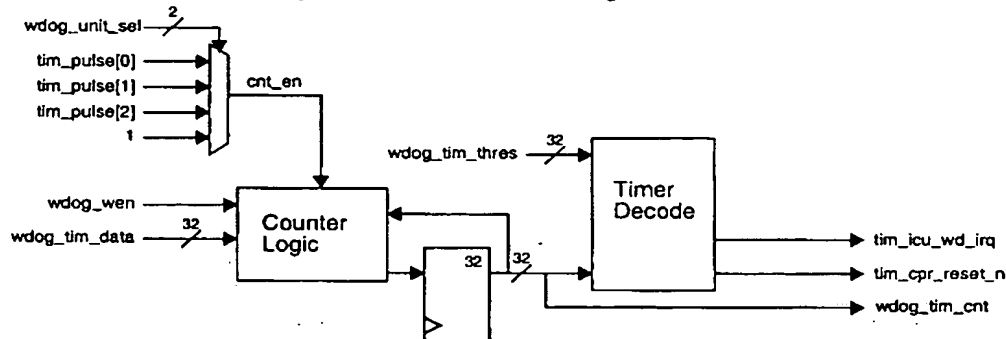 wdog_unit_sel
2
tim_pulse[0]
tim_pulse[1]
tim_pulse[2]
1
cnt_en
wdog_tim_thres
32
Timer
Decode
wdog_wen
wdog_tim_data
32
Counter
Logic
32
32
tim_icu_wd_irq
tim_cpr_reset_n
wdog_tim_cnt